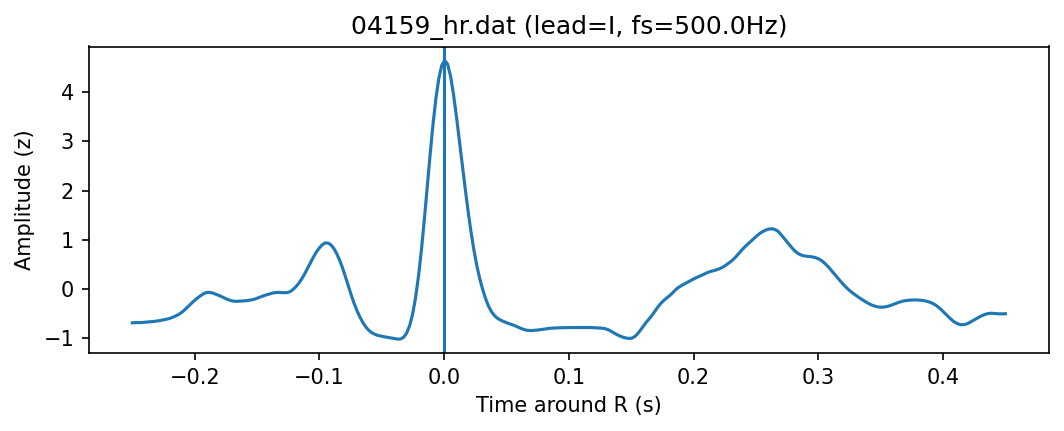 04159_hr.dat (lead=I, fs=500.0Hz)
Amplitude (z)
4
3
2
1
0
−1
−0.2 −0.1 0.0 0.1 0.2 0.3 0.4
Time around R (s)